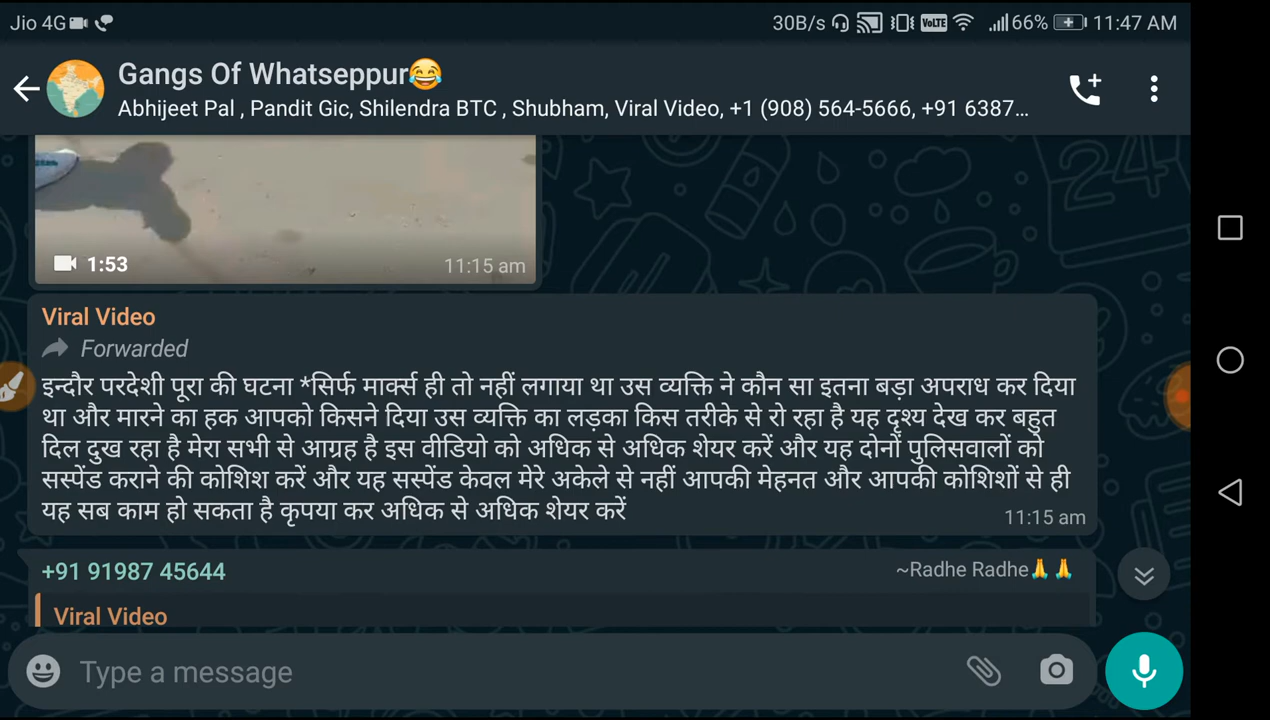 Jio 4G 30B/s VoLTE 66% 11:47 AM
Gangs Of Whatseppur😂
Abhijeet Pal , Pandit Gic, Shilendra BTC , Shubham, Viral Video, +1 (908) 564-5666, +91 6387…
1:53 11:15 am
Viral Video
Forwarded
इन्दौर परदेशी पूरा की घटना *सिर्फ मार्क्स ही तो नहीं लगाया था उस व्यक्ति ने कौन सा इतना बड़ा अपराध कर दिया
था और मारने का हक आपको किसने दिया उस व्यक्ति का लड़का किस तरीके से रो रहा है यह दृश्य देख कर बहुत
दिल दुख रहा है मेरा सभी से आग्रह है इस वीडियो को अधिक से अधिक शेयर करें और यह दोनों पुलिसवालों को
सस्पेंड कराने की कोशिश करें और यह सस्पेंड केवल मेरे अकेले से नहीं आपकी मेहनत और आपकी कोशिशों से ही
यह सब काम हो सकता है कृपया कर अधिक से अधिक शेयर करें
11:15 am
+91 91987 45644 ~Radhe Radhe🙏🙏
Viral Video
Type a message